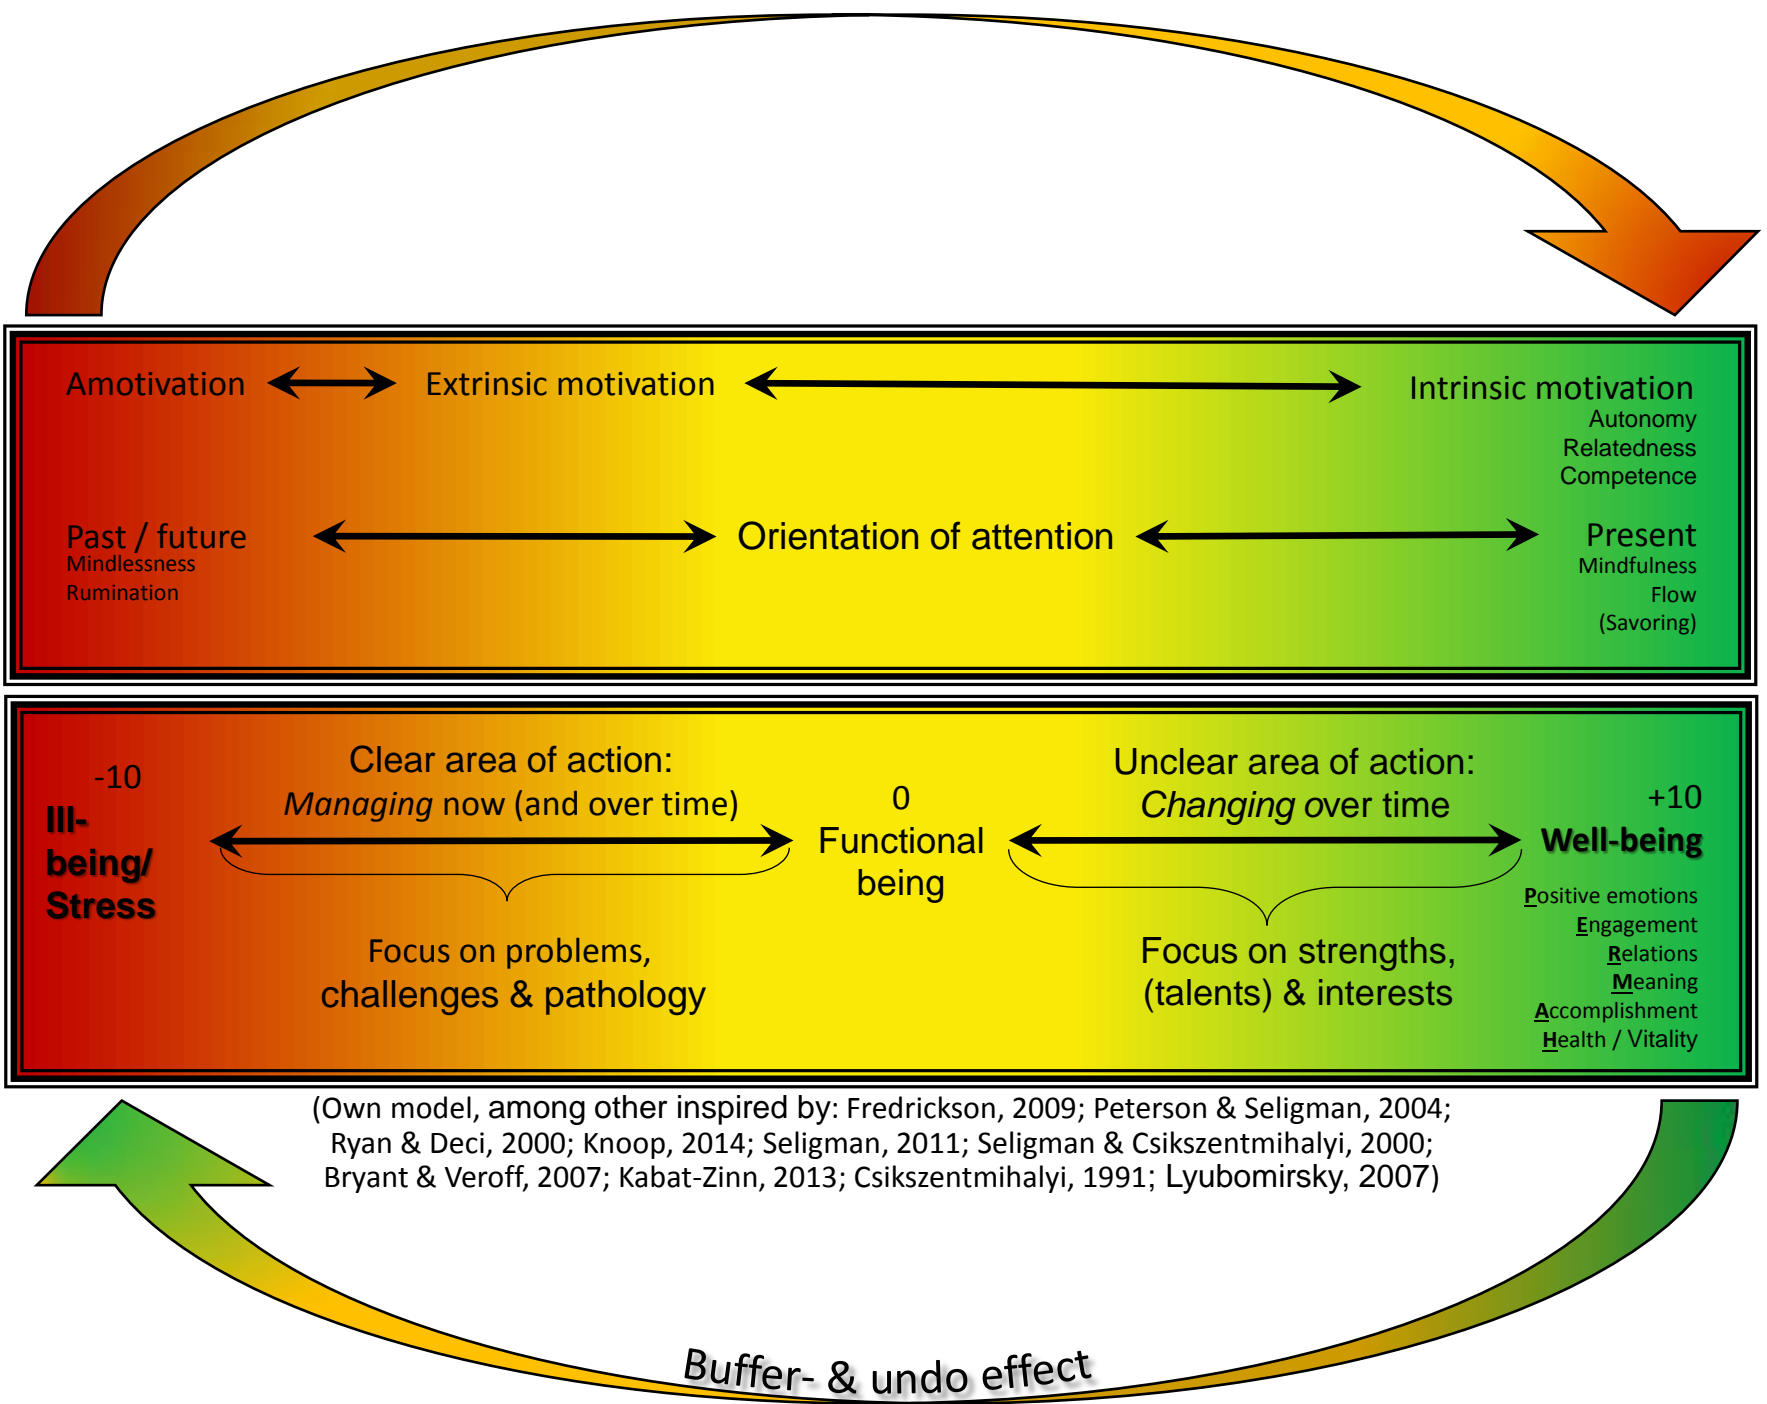 Amotivation
Extrinsic motivation
Intrinsic motivation
Autonomy
Relatedness
Competence
Past / future
Mindlessness
Rumination
Orientation of attention
Present
Mindfulness
Flow
(Savoring)
-10
Ill-
being/
Stress
Clear area of action:
Managing now (and over time)
Focus on problems,
challenges & pathology
0
Functional
being
Unclear area of action:
Changing over time
Focus on strengths,
(talents) & interests
+10
Well-being
Positive emotions
Engagement
Relations
Meaning
Accomplishment
Health / Vitality
(Own model, among other inspired by: Fredrickson, 2009; Peterson & Seligman, 2004;
Ryan & Deci, 2000; Knoop, 2014; Seligman, 2011; Seligman & Csikszentmihalyi, 2000;
Bryant & Veroff, 2007; Kabat-Zinn, 2013; Csikszentmihalyi, 1991; Lyubomirsky, 2007)
Buffer- & undo effect